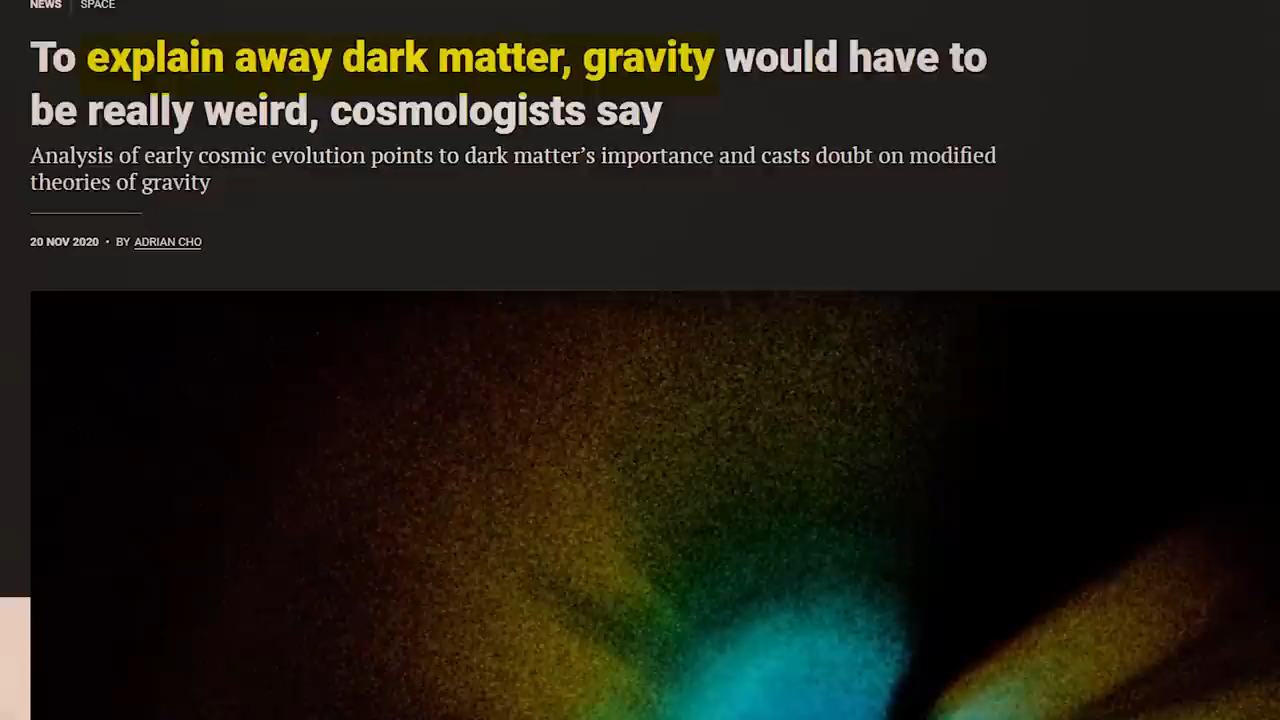 NEWS SPACE
To explain away dark matter, gravity would have to
be really weird, cosmologists say
Analysis of early cosmic evolution points to dark matter’s importance and casts doubt on modified
theories of gravity
20 NOV 2020 • BY ADRIAN CHO